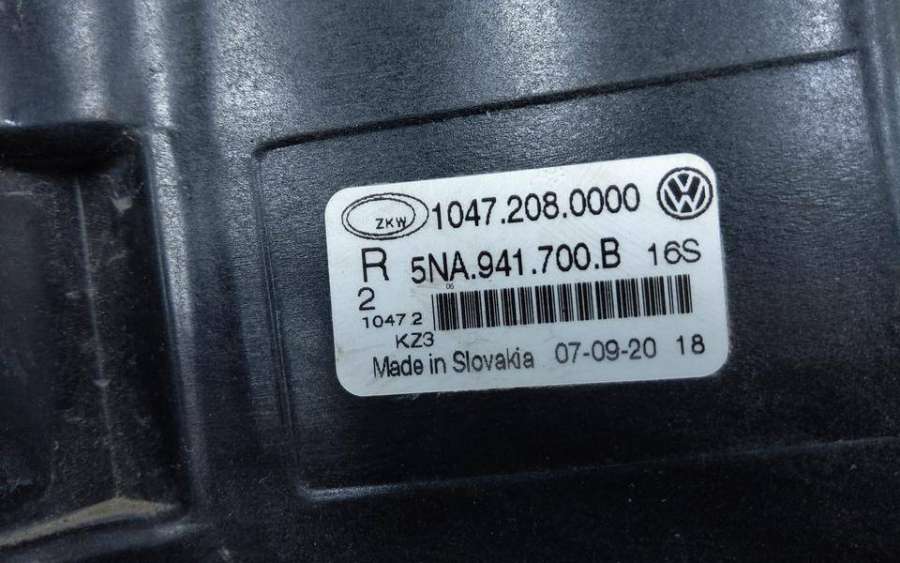 ZKW 1047.208.0000
R 5NA.941.700.B 16S
2 06
1047 2
KZ3
Made in Slovakia 07-09-20 18